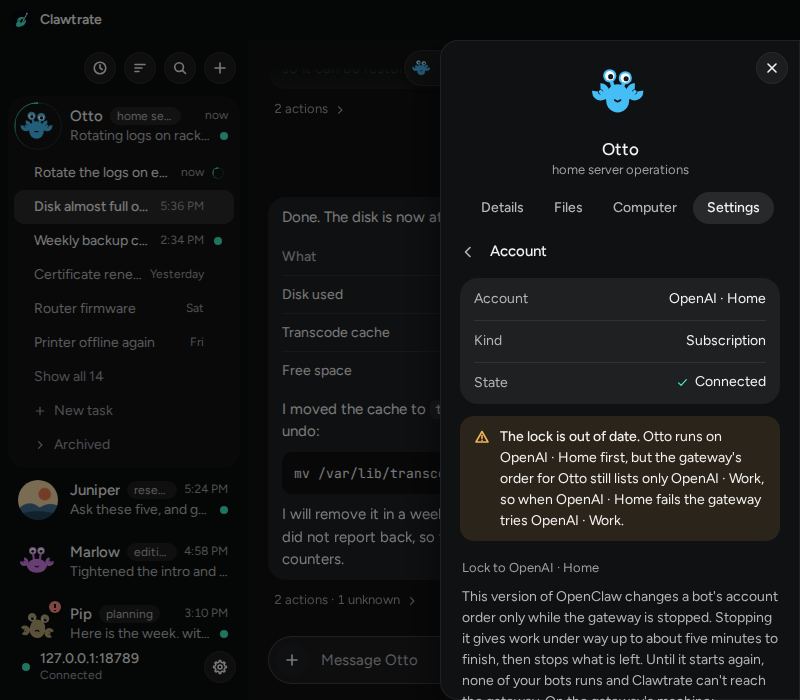 Clawtrate
Otto home se... now
Rotating logs on rack...
Rotate the logs on e... now
Disk almost full o... 5:36 PM
Weekly backup c... 2:34 PM
Certificate rene... Yesterday
Router firmware Sat
Printer offline again Fri
Show all 14
New task
Archived
Juniper rese... 5:24 PM
Ask these five, and g...
Marlow editi... 4:58 PM
Tightened the intro and ...
Pip planning 3:10 PM
Here is the week. wit...
127.0.0.1:18789
Connected
2 actions
Done. The disk is now at
What
Disk used
Transcode cache
Free space
I moved the cache to
undo:
mv /var/lib/transc
I will remove it in a week
did not report back, so
counters.
2 actions · 1 unknown
Message Otto
Otto
home server operations
Details Files Computer Settings
Account
Account OpenAI · Home
Kind Subscription
State Connected
The lock is out of date. Otto runs on
OpenAI · Home first, but the gateway's
order for Otto still lists only OpenAI · Work,
so when OpenAI · Home fails the gateway
tries OpenAI · Work.
Lock to OpenAI · Home
This version of OpenClaw changes a bot's account
order only while the gateway is stopped. Stopping
it gives work under way up to about five minutes to
finish, then stops what is left. Until it starts again,
none of your bots runs and Clawtrate can't reach
the gateway. On the gateway's machine: